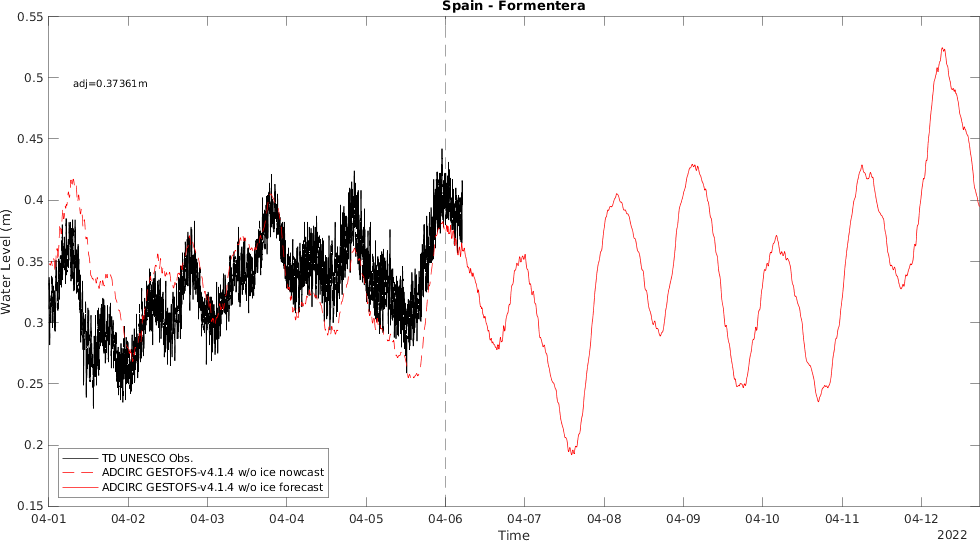 Spain - Formentera
0.55
0.5
0.45
0.4
0.35
0.3
0.25
0.2
0.15
Water Level (m)
adj=0.37361m
TD UNESCO Obs.
ADCIRC GESTOFS-v4.1.4 w/o ice nowcast
ADCIRC GESTOFS-v4.1.4 w/o ice forecast
04-01 04-02 04-03 04-04 04-05 04-06 04-07 04-08 04-09 04-10 04-11 04-12
Time
2022